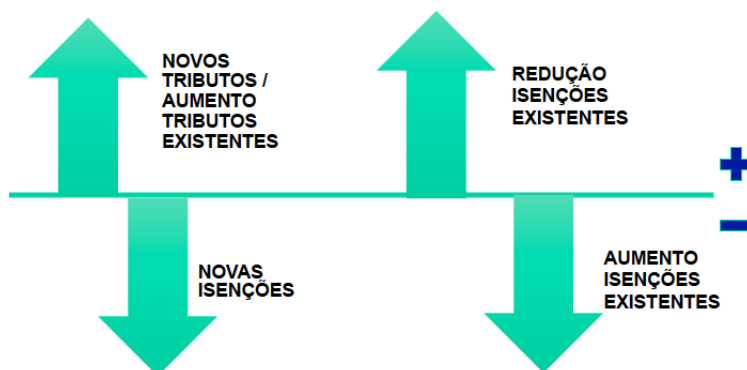 NOVOS
TRIBUTOS /
AUMENTO
TRIBUTOS
EXISTENTES
REDUÇÃO
ISENÇÕES
EXISTENTES
+
−
NOVAS
ISENÇÕES
AUMENTO
ISENÇÕES
EXISTENTES